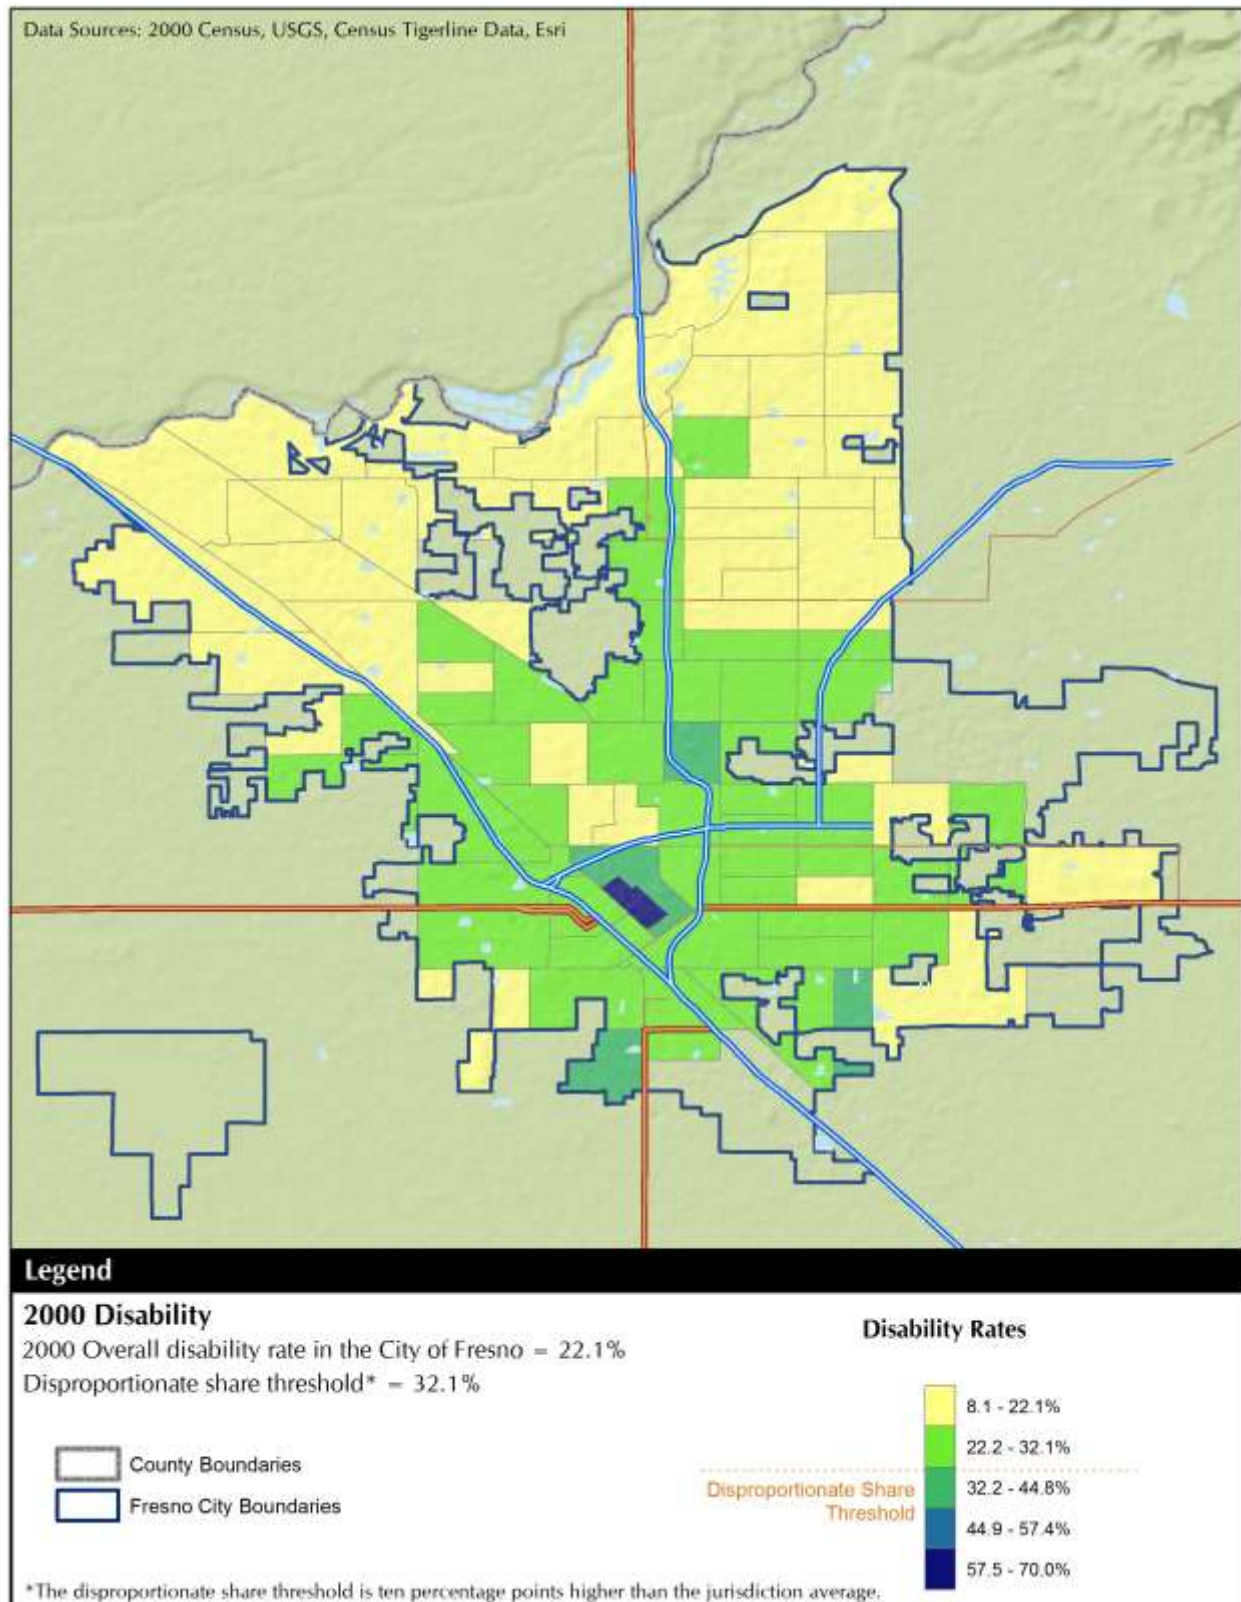 Data Sources: 2000 Census, USGS, Census Tigerline Data, Esri
Legend
2000 Disability
2000 Overall disability rate in the City of Fresno = 22.1%
Disproportionate share threshold* = 32.1%
County Boundaries
Fresno City Boundaries
Disability Rates
8.1 - 22.1%
22.2 - 32.1%
Disproportionate Share
Threshold
32.2 - 44.8%
44.9 - 57.4%
57.5 - 70.0%
*The disproportionate share threshold is ten percentage points higher than the jurisdiction average.